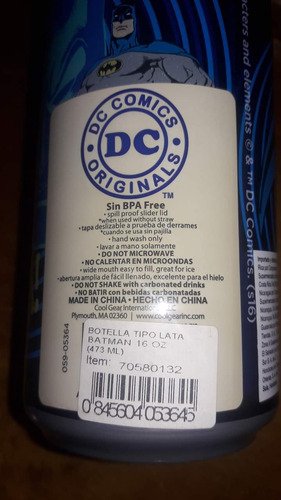 DC COMICS
DC
ORIGINALS
TM
Sin BPA Free
• spill proof slider lid
*when used without straw
• tapa deslizable a prueba de derrames
*cuando se usa sin pajilla
• hand wash only
• lavar a mano solamente
• DO NOT MICROWAVE
• NO CALENTAR EN MICROONDAS
• wide mouth easy to fill, great for ice
• abertura amplia de fácil llenado, excelente para el hielo
• DO NOT SHAKE with carbonated drinks
• NO BATIR con bebidas carbonatadas
MADE IN CHINA • HECHO EN CHINA
Cool Gear International
Plymouth, MA 02360 | www.coolgearinc.com
059-05364
BOTELLA TIPO LATA
BATMAN 16 OZ
(473 ML)
Item: 70580132
0 845604 053645
characters and elements © & ™ DC Comics. (s16)